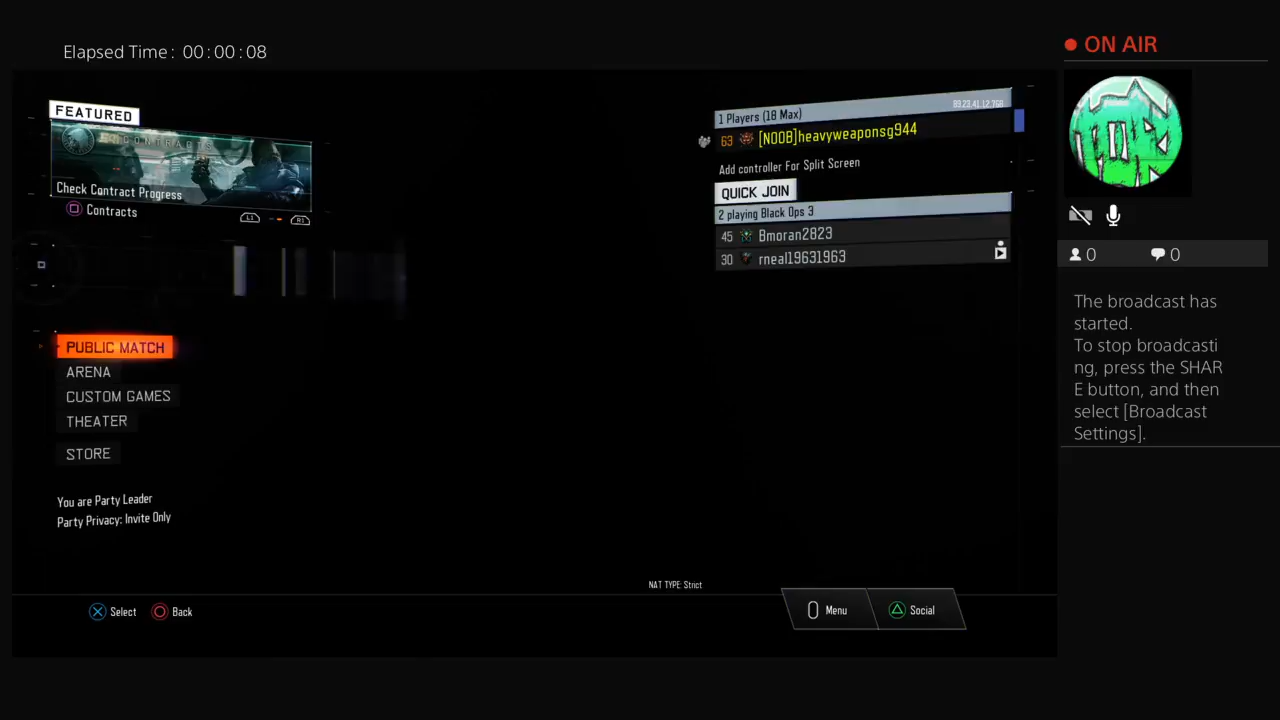 Elapsed Time: 00:00:08
ON AIR
FEATURED
CONTRACTS
Check Contract Progress
Contracts
L1
R1
1 Players (18 Max)
63 [NOOB]heavyweaponsg944
Add controller For Split Screen
QUICK JOIN
2 playing Black Ops 3
45 Bmoran2823
30 rneal19631963
0
0
The broadcast has
started.
To stop broadcasti
ng, press the SHAR
E button, and then
select [Broadcast
Settings].
PUBLIC MATCH
ARENA
CUSTOM GAMES
THEATER
STORE
You are Party Leader
Party Privacy: Invite Only
NAT TYPE: Strict
Select
Back
Menu
Social